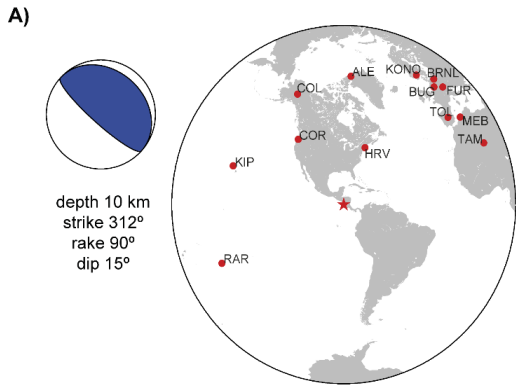 A)
KONO
BRNL
ALE
BUG
FUR
COL
TOL
MEB
COR
TAM
HRV
KIP
depth 10 km
strike 312º
rake 90º
dip 15º
RAR